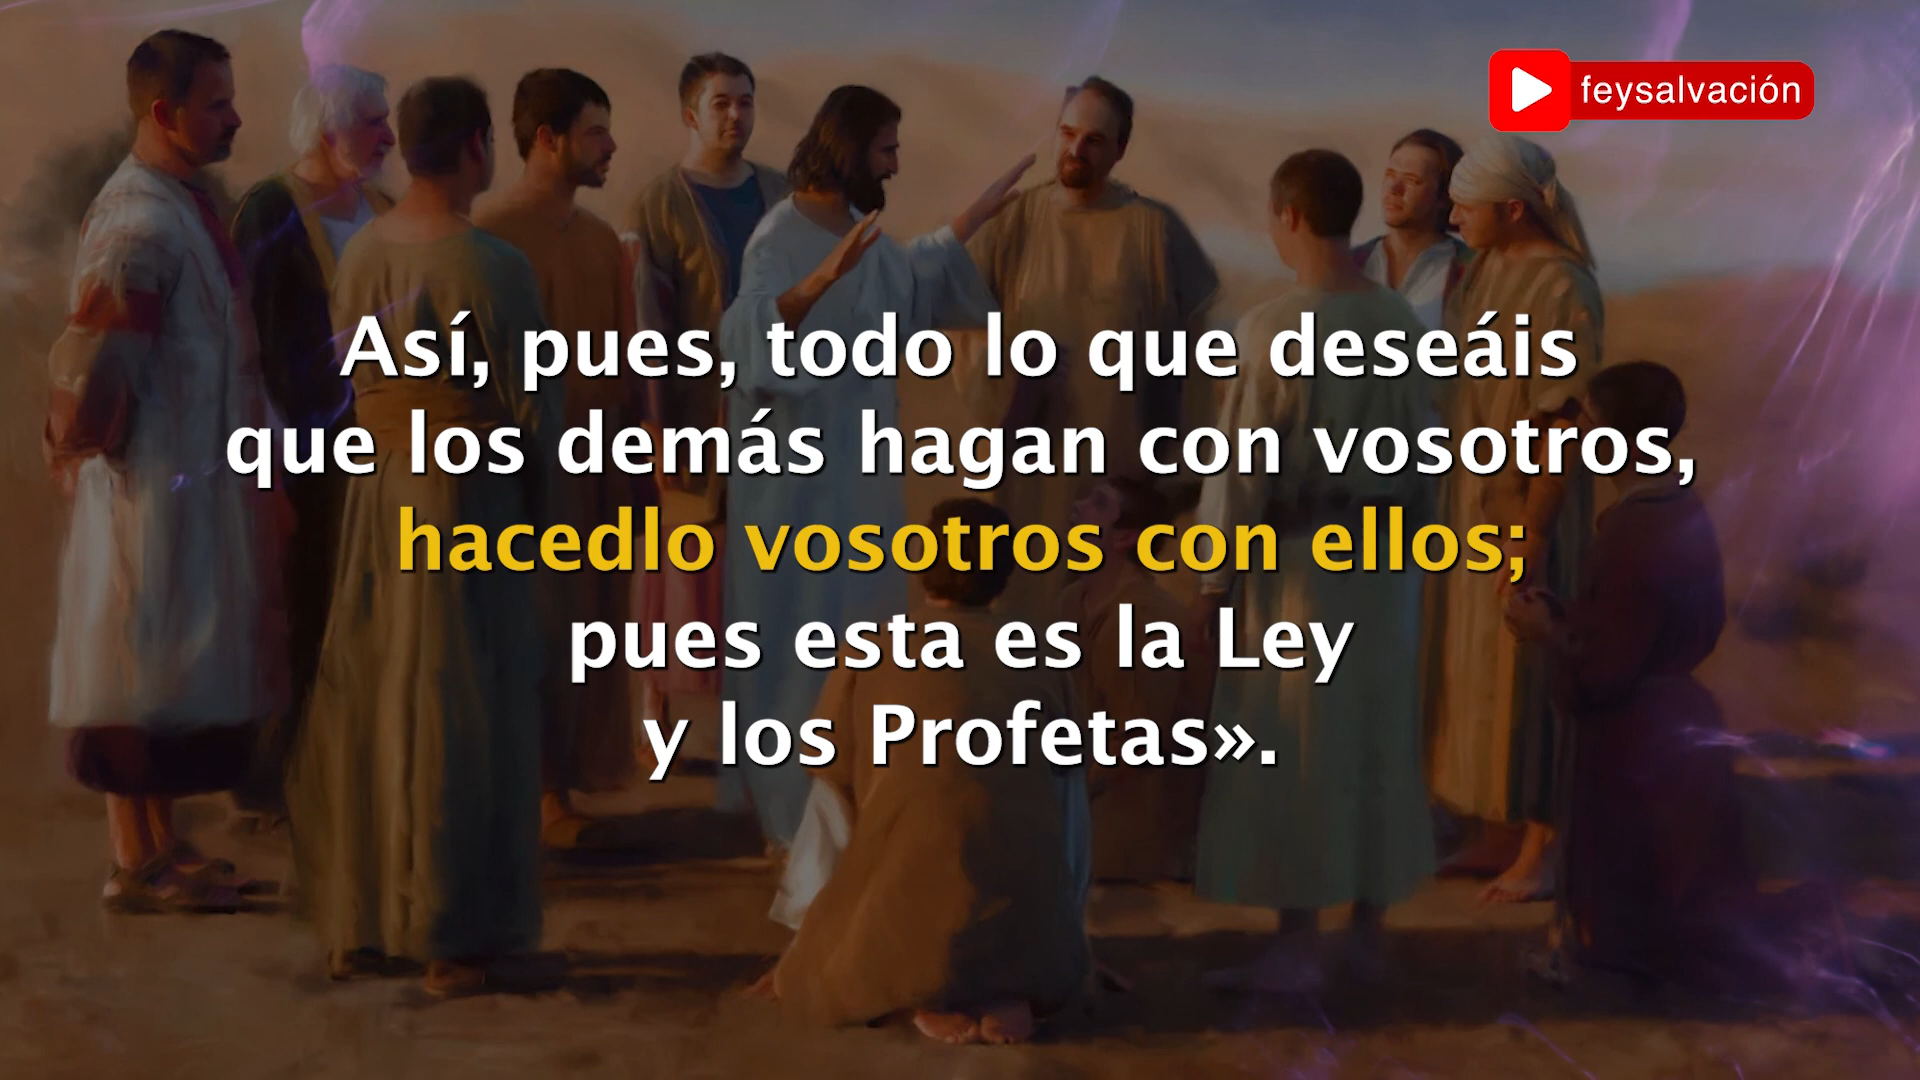 feysalvación
Así, pues, todo lo que deseáis
que los demás hagan con vosotros,
hacedlo vosotros con ellos;
pues esta es la Ley
y los Profetas».